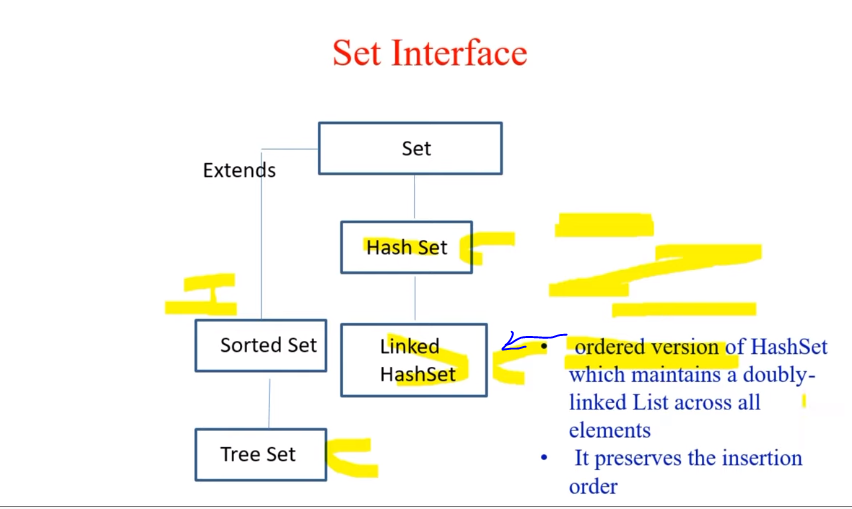 Set Interface
Set
Extends
Hash Set
Sorted Set
Linked
HashSet
Tree Set
• ordered version of HashSet
which maintains a doubly-
linked List across all
elements
• It preserves the insertion
order